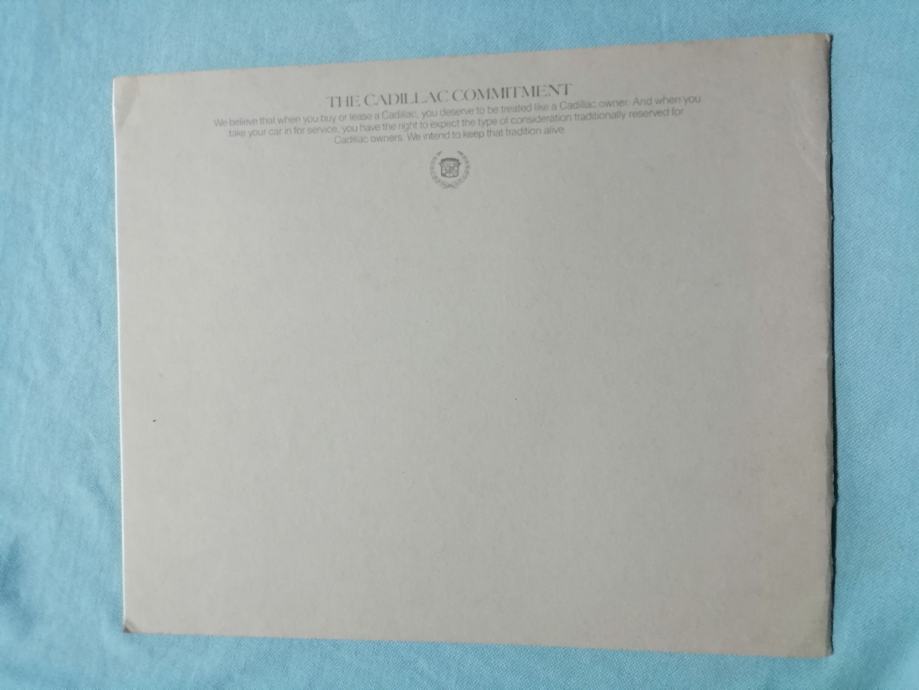 THE CADILLAC COMMITMENT
We believe that when you buy or lease a Cadillac, you deserve to be treated like a Cadillac owner. And when you
take your car in for service, you have the right to expect the type of consideration traditionally reserved for
Cadillac owners. We intend to keep that tradition alive.